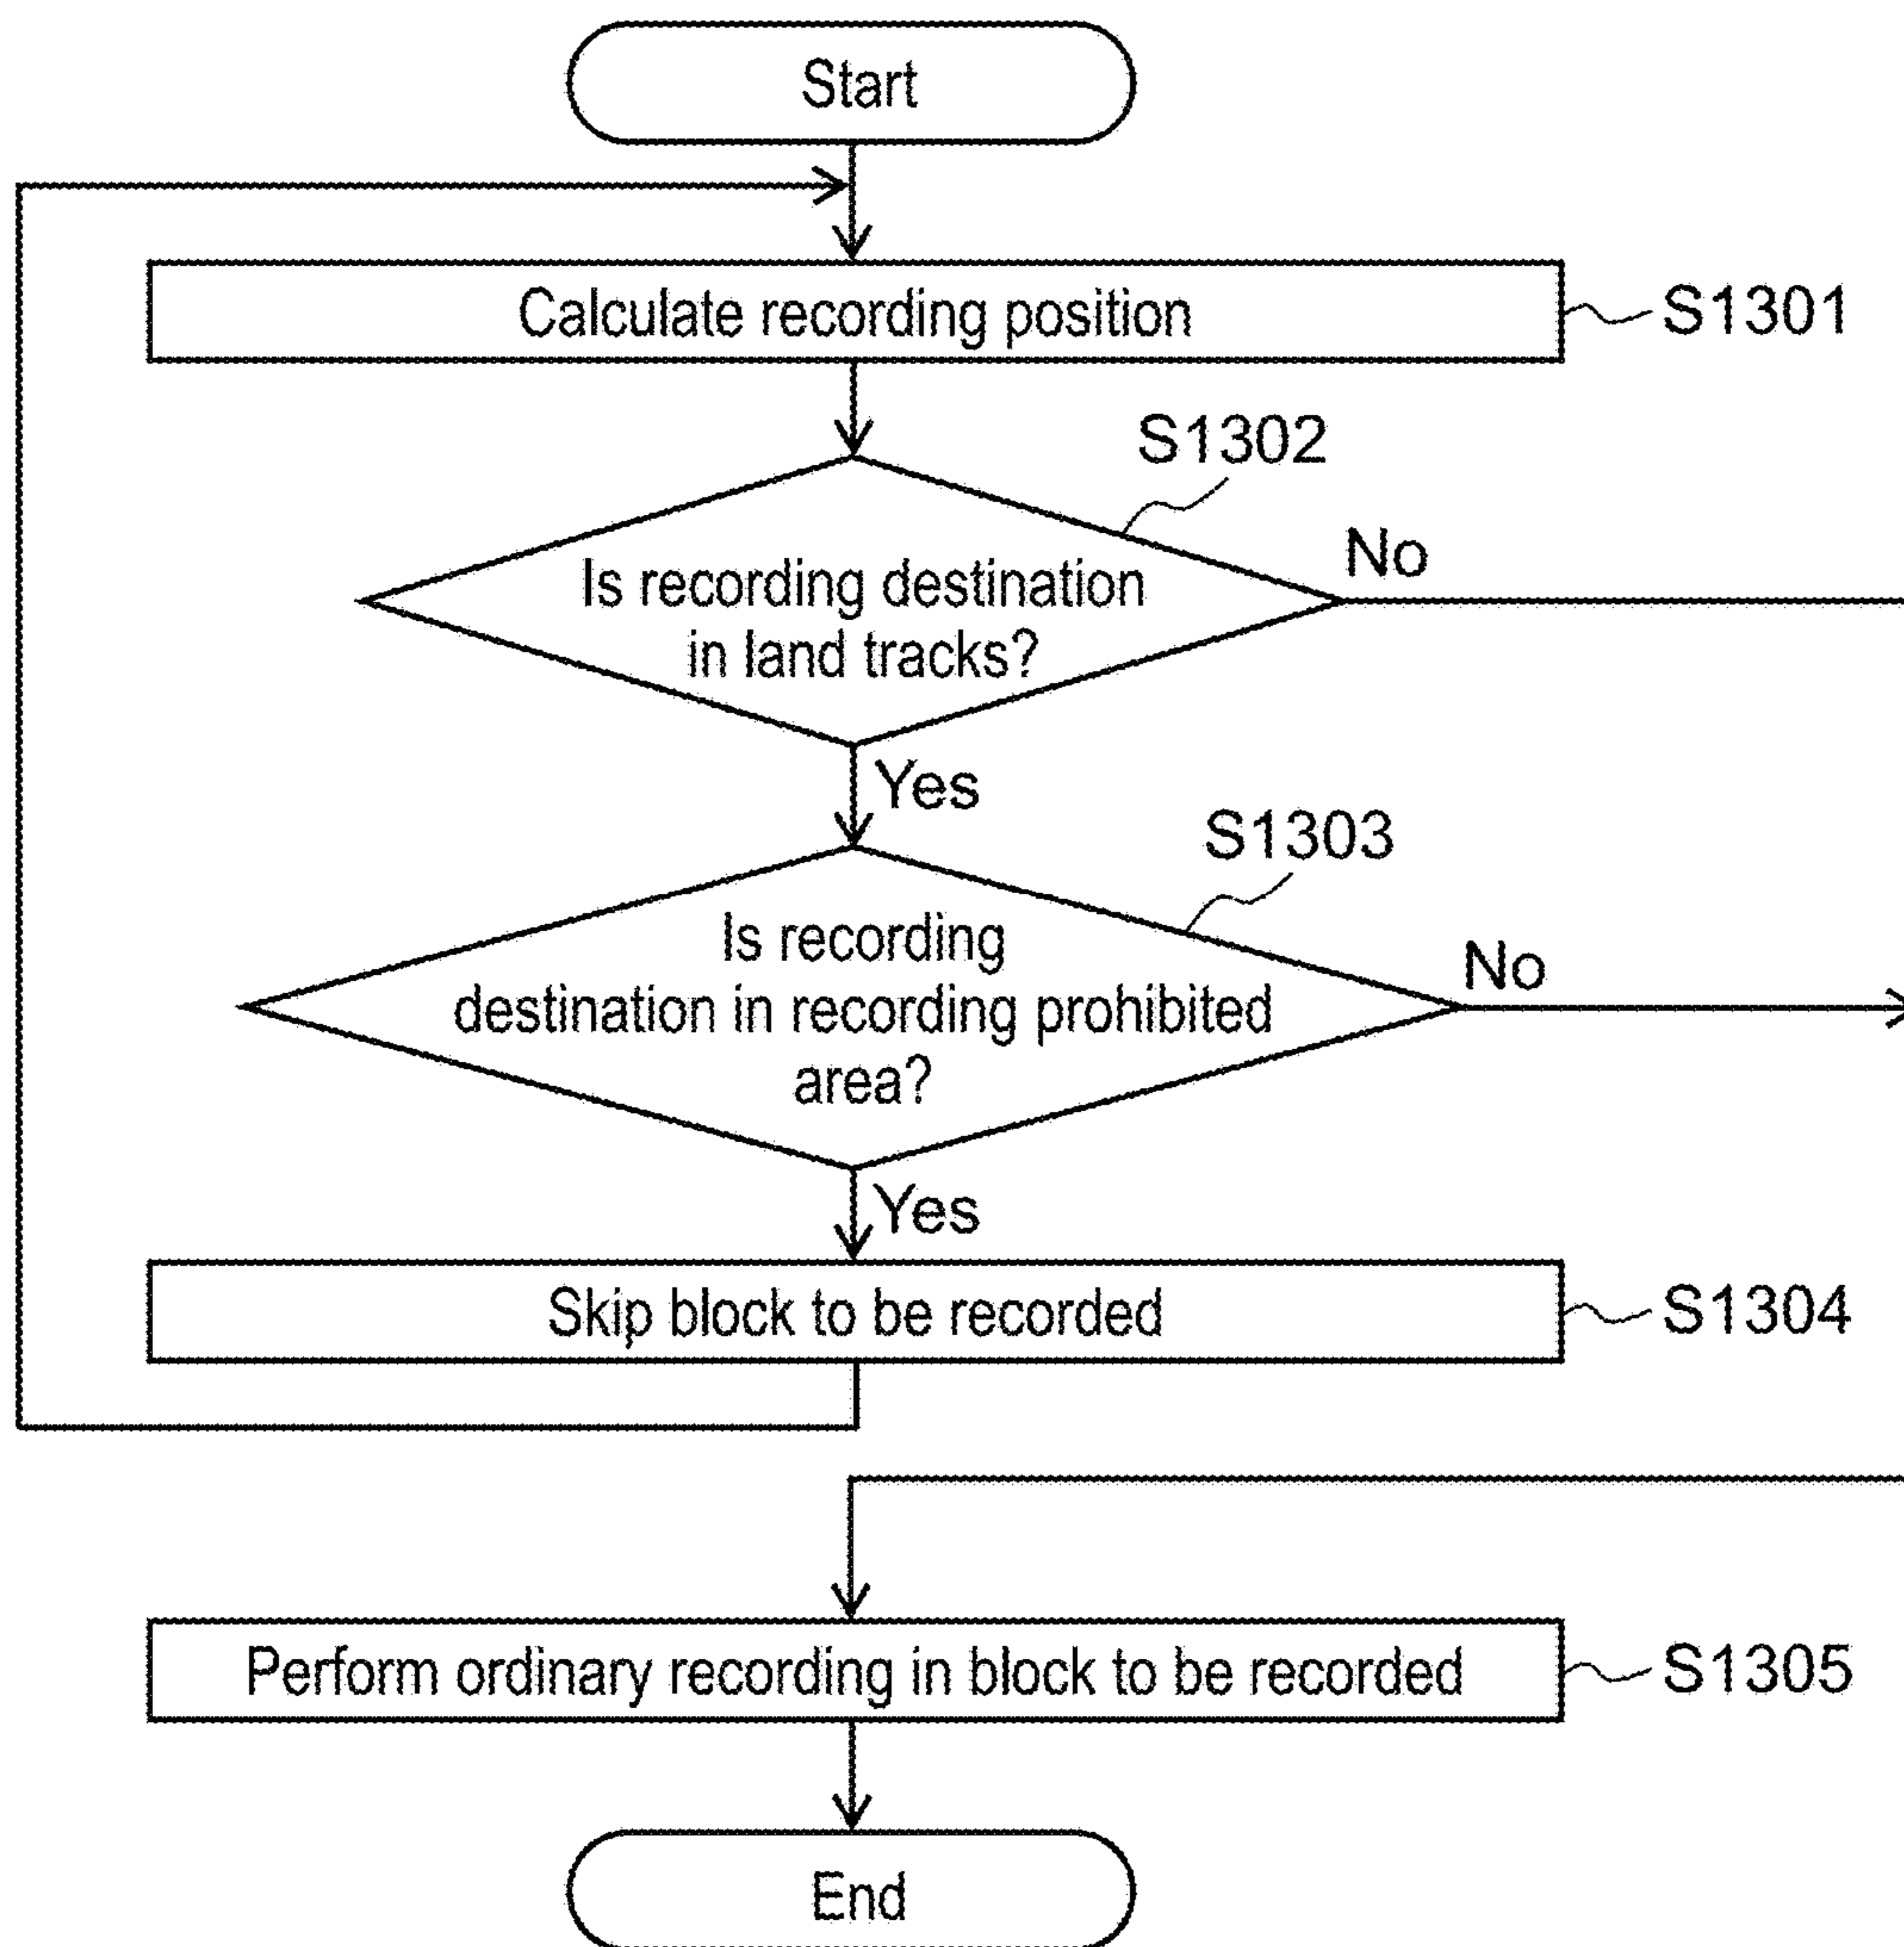 Start
Calculate recording position
S1301
S1302
Is recording destination
in land tracks?
No
Yes
S1303
Is recording
destination in recording prohibited
area?
No
Yes
Skip block to be recorded
S1304
Perform ordinary recording in block to be recorded
S1305
End